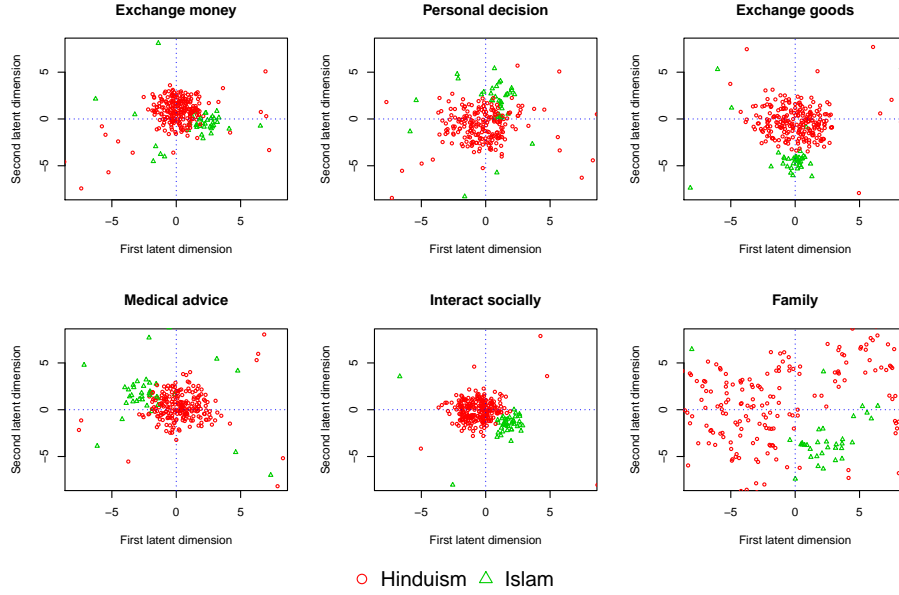 Exchange money
Personal decision
Exchange goods
Second latent dimension
5
0
−5
−5
0
5
First latent dimension
Second latent dimension
5
0
−5
−5
0
5
First latent dimension
Second latent dimension
5
0
−5
−5
0
5
First latent dimension
Medical advice
Interact socially
Family
Second latent dimension
5
0
−5
−5
0
5
First latent dimension
Second latent dimension
5
0
−5
−5
0
5
First latent dimension
Second latent dimension
5
0
−5
−5
0
5
First latent dimension
Hinduism
Islam